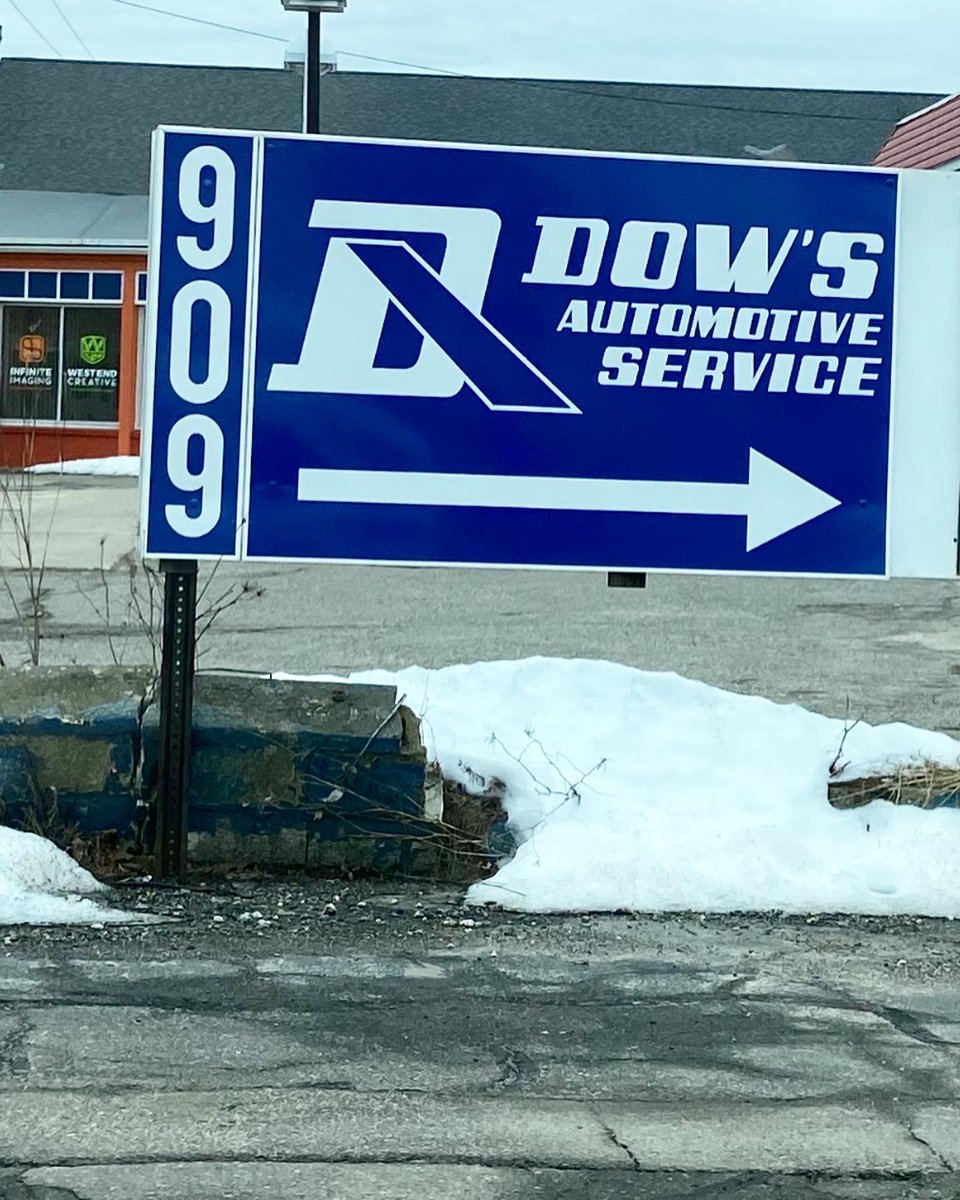 909
D
DOW'S
AUTOMOTIVE
SERVICE
INFINITE
IMAGING
WESTEND
CREATIVE